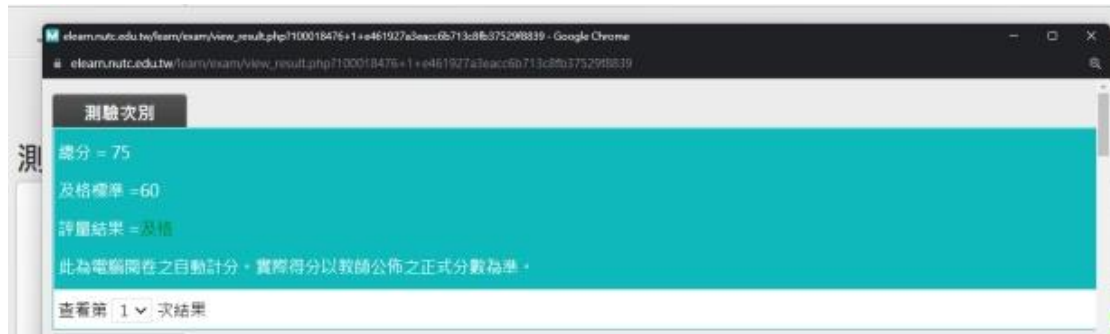 elearn.nutc.edu.tw/learn/exam/view_result.php?100018476+1+e461927a3eacc6b713c8fb37529f8839 - Google Chrome
elearn.nutc.edu.tw/learn/exam/view_result.php?100018476+1+e461927a3eacc6b713c8fb37529f8839
測驗次別
測
總分 = 75
及格標準 =60
評量結果 =及格
此為電腦閱卷之自動計分。實際得分以教師公佈之正式分數為準。
查看第 1 次結果